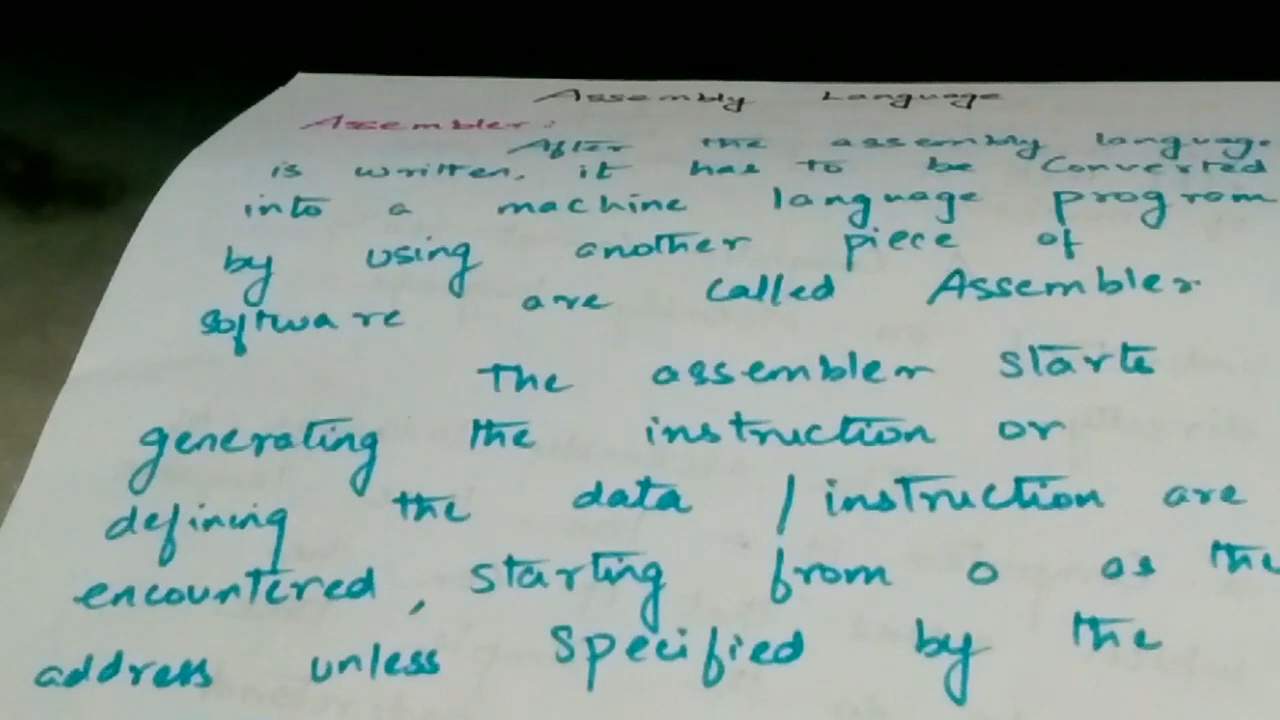 Assembly Language
Assembler:
After the assembly language
is written, it has to be Converted
into a machine language program
by using another piece of
software are called Assembler.
The assembler starts
generating the instruction or
defining the data / instruction are
encountered, starting from 0 as the
address unless specified by the